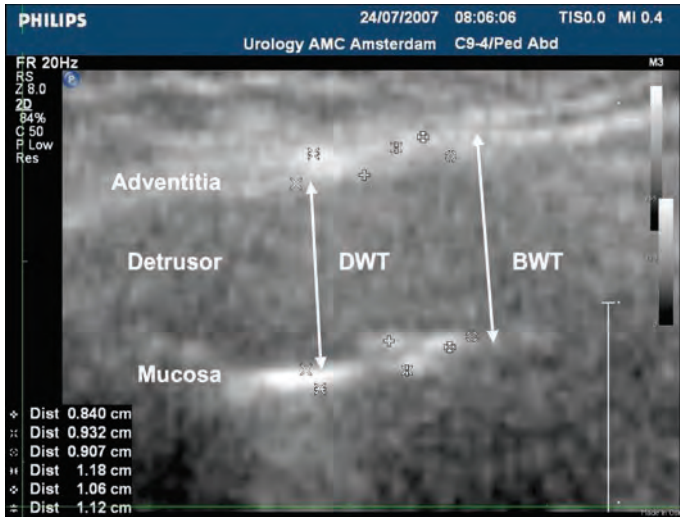 PHILIPS 24/07/2007 08:06:06 TIS0.0 MI 0.4
Urology AMC Amsterdam C9-4/Ped Abd
FR 20Hz M3
RS
Z 8.0
2D
84%
C 50
P Low
Res
P
Adventitia
Detrusor DWT BWT
Mucosa
Dist 0.840 cm
Dist 0.932 cm
Dist 0.907 cm
Dist 1.18 cm
Dist 1.06 cm
Dist 1.12 cm